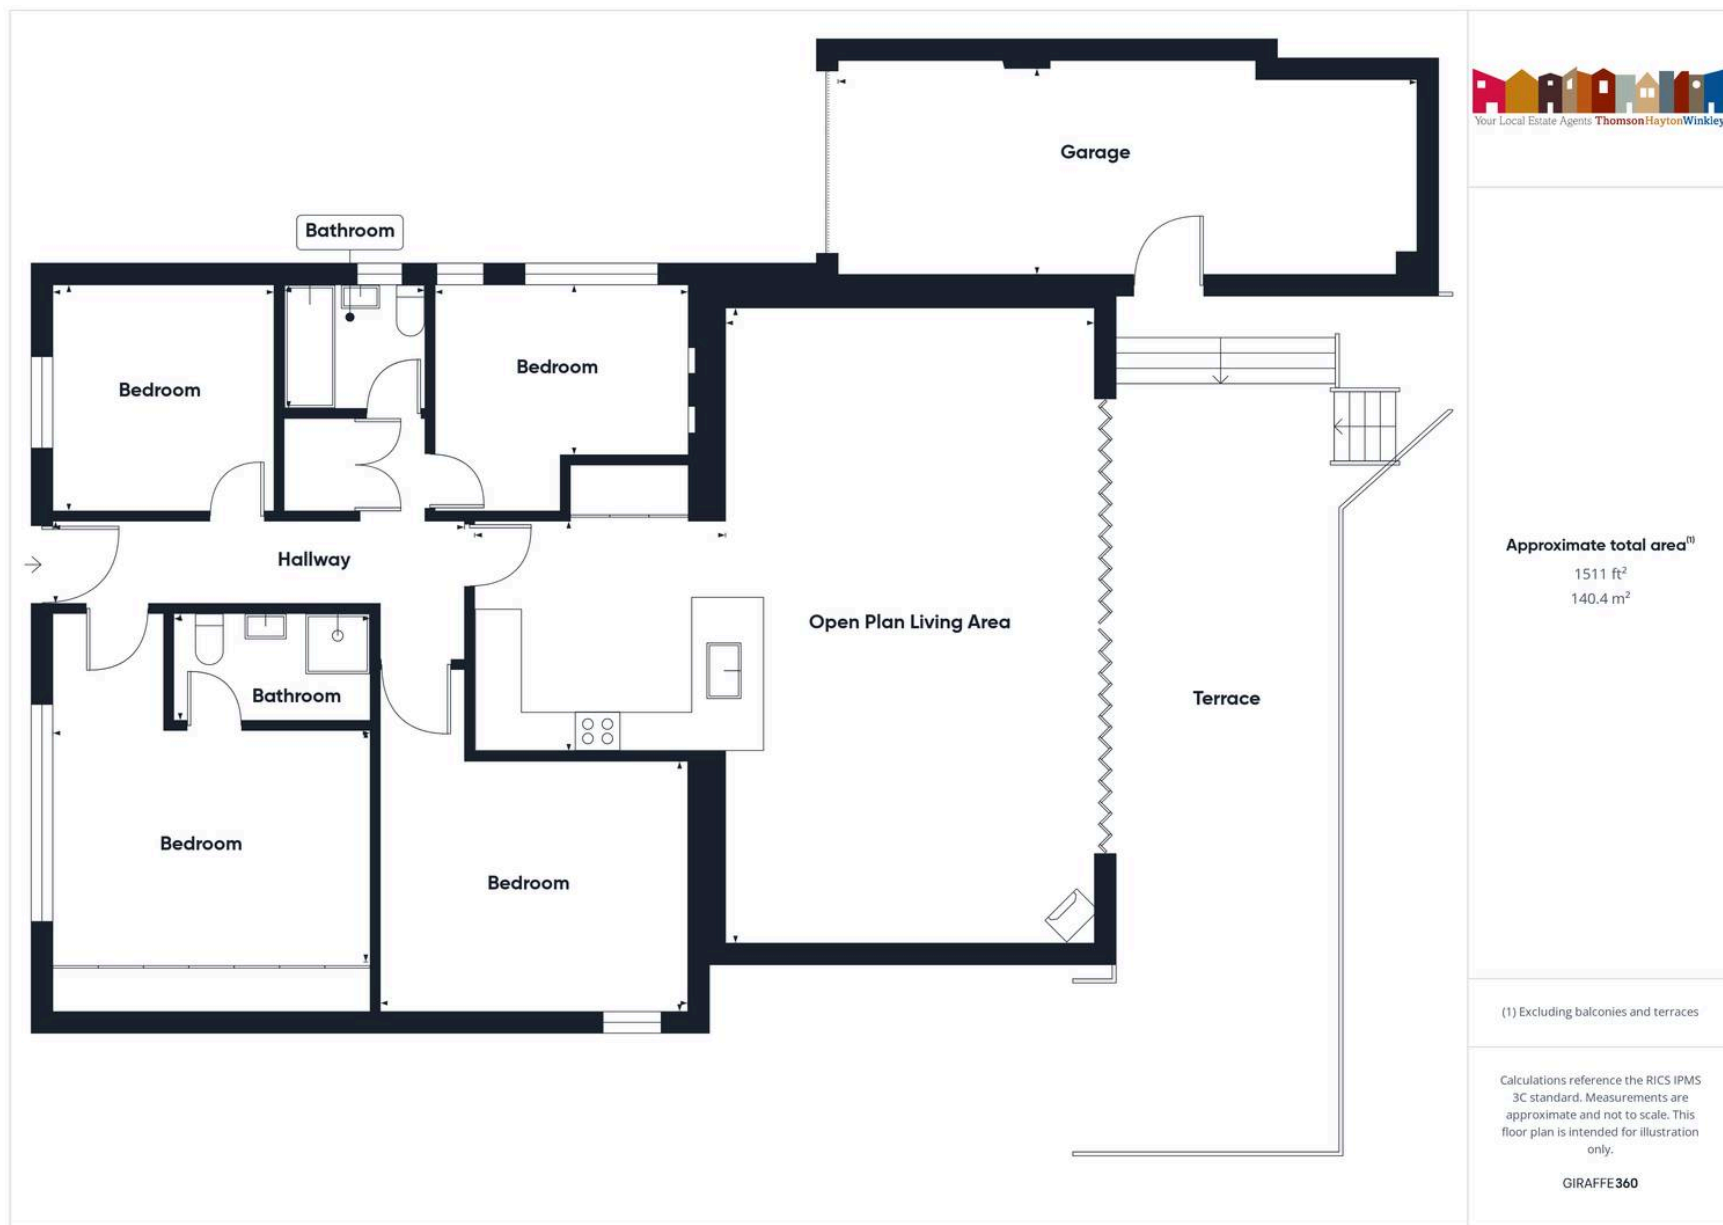 Your Local Estate Agents ThomsonHaytonWinkley
Garage
Bathroom
Bedroom
Bedroom
Hallway
Open Plan Living Area
Bathroom
Terrace
Bedroom
Bedroom
Approximate total area(1)
1511 ft²
140.4 m²
(1) Excluding balconies and terraces
Calculations reference the RICS IPMS
3C standard. Measurements are
approximate and not to scale. This
floor plan is intended for illustration
only.
GIRAFFE360